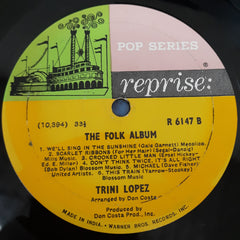 POP SERIES
reprise:
(10,394) 33⅓
R 6147 B
THE FOLK ALBUM
1. WE'LL SING IN THE SUNSHINE (Gale Garnett) Metolico.
2. SCARLET RIBBONS (For Her Hair) (Segal-Danzig)
Mills Music. 3. CROOKED LITTLE MAN (Ersel Hickey-
Ed E. Miller) 4. DON'T THINK TWICE, IT'S ALL RIGHT
(Bob Dylan) Blossom Music. 5. MICHAEL (Dave Fisher)
United Artists. 6. THIS TRAIN (Yarrow-Stookey)
Blossom Music.
TRINI LOPEZ
Arranged by Don Costa
Produced by
Don Costa Prod., Inc.
MADE IN INDIA. • WARNER BROS. RECORDS, INC.